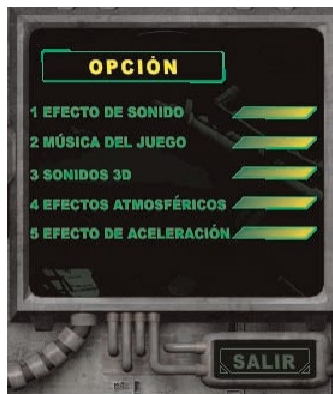 OPCIÓN
1 EFECTO DE SONIDO
2 MÚSICA DEL JUEGO
3 SONIDOS 3D
4 EFECTOS ATMOSFÉRICOS
5 EFECTO DE ACELERACIÓN
SALIR